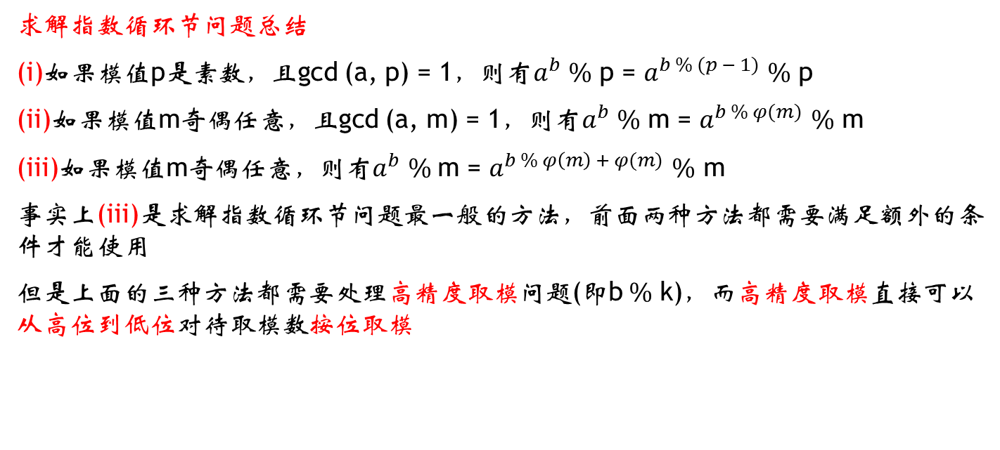 求解指数循环节问题总结
(i)如果模值p是素数，且gcd (a, p) = 1，则有𝑎ᵇ % p = 𝑎^{𝑏 % (𝑝 − 1)} % p
(ii)如果模值m奇偶任意，且gcd (a, m) = 1，则有𝑎ᵇ % m = 𝑎^{𝑏 % 𝜑(𝑚)} % m
(iii)如果模值m奇偶任意，则有𝑎ᵇ % m = 𝑎^{𝑏 % 𝜑(𝑚) + 𝜑(𝑚)} % m
事实上(iii)是求解指数循环节问题最一般的方法，前面两种方法都需要满足额外的条
件才能使用
但是上面的三种方法都需要处理高精度取模问题(即b % k)，而高精度取模直接可以
从高位到低位对待取模数按位取模